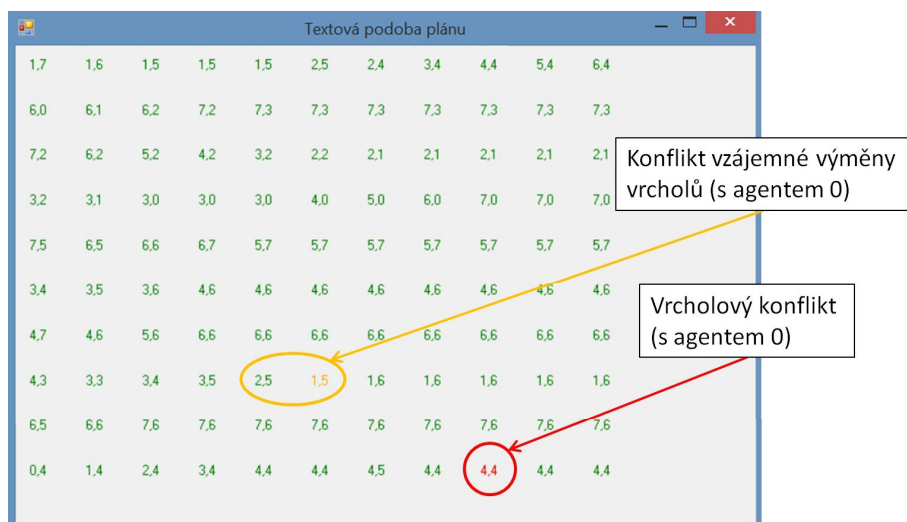 Textová podoba plánu
1,7 1,6 1,5 1,5 1,5 2,5 2,4 3,4 4,4 5,4 6,4
6,0 6,1 6,2 7,2 7,3 7,3 7,3 7,3 7,3 7,3 7,3
7,2 6,2 5,2 4,2 3,2 2,2 2,1 2,1 2,1 2,1 2,1
Konflikt vzájemné výměny
vrcholů (s agentem 0)
3,2 3,1 3,0 3,0 3,0 4,0 5,0 6,0 7,0 7,0 7,0
7,5 6,5 6,6 6,7 5,7 5,7 5,7 5,7 5,7 5,7 5,7
3,4 3,5 3,6 4,6 4,6 4,6 4,6 4,6 4,6 4,6 4,6
Vrcholový konflikt
(s agentem 0)
4,7 4,6 5,6 6,6 6,6 6,6 6,6 6,6 6,6 6,6 6,6
4,3 3,3 3,4 3,5 2,5 1,5 1,6 1,6 1,6 1,6 1,6
6,5 6,6 7,6 7,6 7,6 7,6 7,6 7,6 7,6 7,6 7,6
0,4 1,4 2,4 3,4 4,4 4,4 4,5 4,4 4,4 4,4 4,4